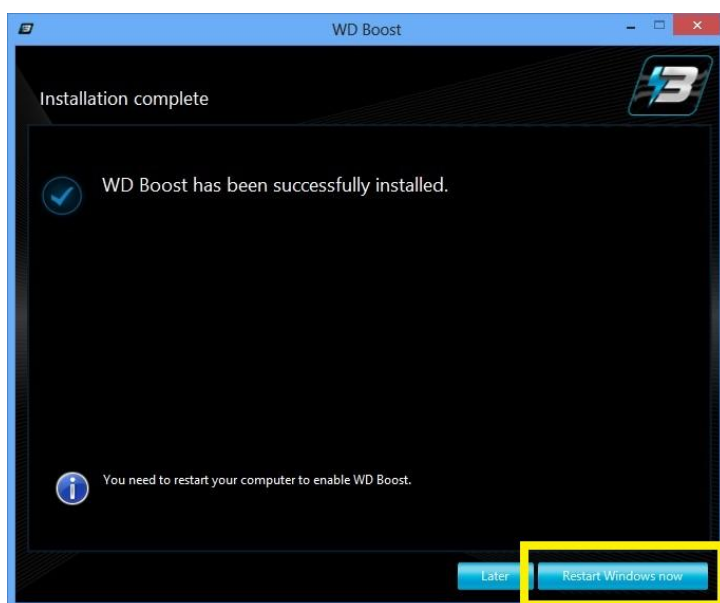 WD Boost
Installation complete
WD Boost has been successfully installed.
You need to restart your computer to enable WD Boost.
Later
Restart Windows now